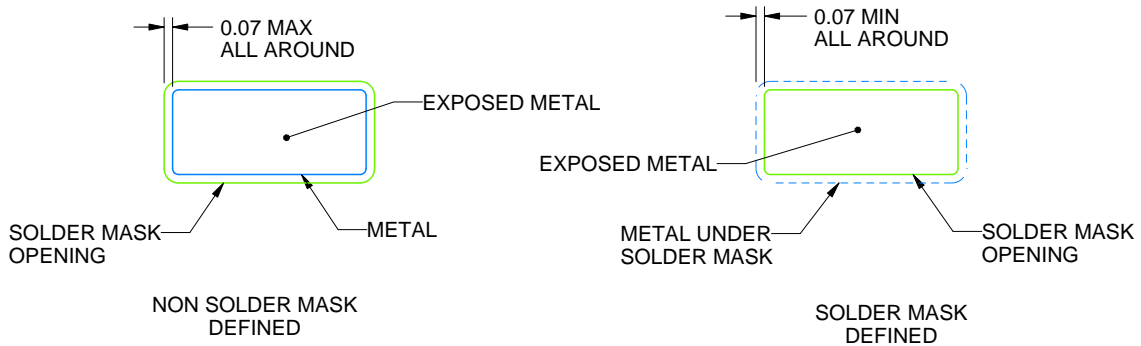 0.07 MAX
ALL AROUND
EXPOSED METAL
SOLDER MASK
OPENING
METAL
NON SOLDER MASK
DEFINED
0.07 MIN
ALL AROUND
EXPOSED METAL
METAL UNDER
SOLDER MASK
SOLDER MASK
OPENING
SOLDER MASK
DEFINED